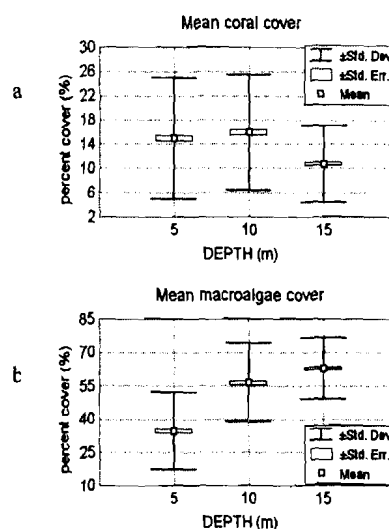 a
Mean coral cover
percent cover (%)
30
26
22
18
14
10
6
2
±Std. Dev
±Std. Err.
Mean
5
10
15
DEPTH (m)
b
Mean macroalgae cover
percent cover (%)
85
70
55
40
25
10
±Std. Dev
±Std. Err.
Mean
5
10
15
DEPTH (m)